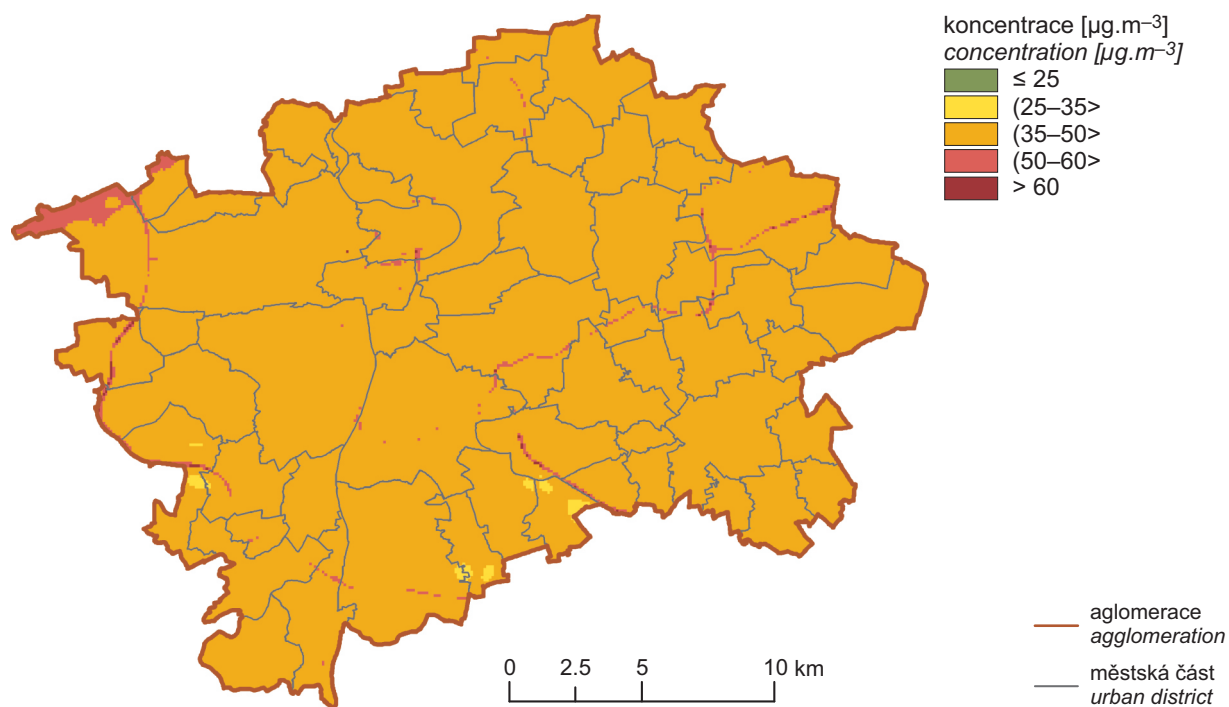 koncentrace [µg.m–3]
concentration [µg.m–3]
≤ 25
(25–35>
(35–50>
(50–60>
> 60
aglomerace
agglomeration
městská část
urban district
0 2.5 5 10 km